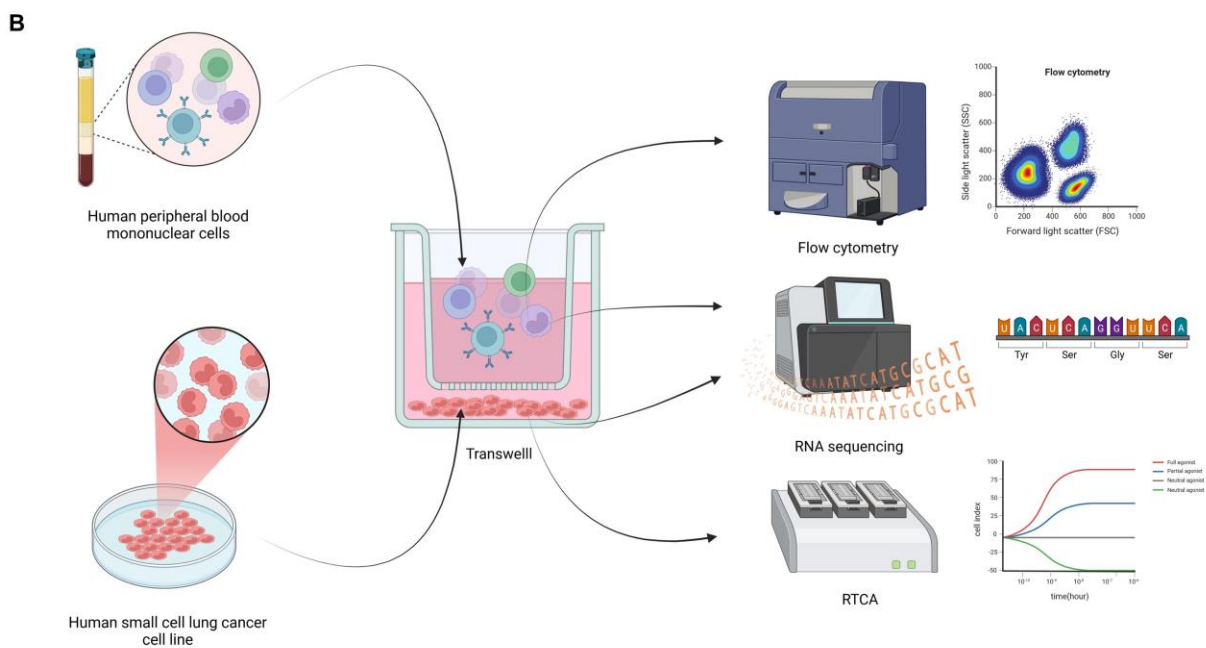 B
Human peripheral blood
mononuclear cells
Human small cell lung cancer
cell line
Transwelll
Flow cytometry
Flow cytometry
Side light scatter (SSC)
1000
800
600
400
200
0
0 200 400 600 800 1000
Forward light scatter (FSC)
CAAATATCATGCGCAT
GAGTCAAATATCATGCG
GGAGTCAAATATCATGCGCAT
RNA sequencing
U A C U C A G G U U C A
Tyr Ser Gly Ser
RTCA
cell index
100
75
50
25
0
-25
-50
time(hour)
Full agonist
Partial agonist
Neutral agonist
Neutral agonist